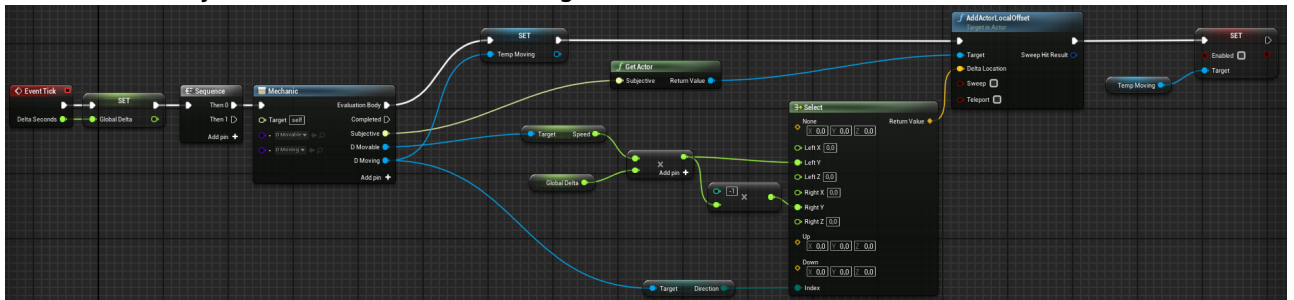 Event Tick
Delta Seconds
SET
Global Delta
Sequence
Then 0
Then 1
Add pin +
Mechanic
Evaluation Body
Target self
Completed
D Movable
Subjective
D Moving
D Movable
D Moving
Add pin +
SET
Temp Moving
Get Actor
Subjective Return Value
Target Speed
Global Delta
×
Add pin +
-1 ×
Target Direction
Select
None Return Value
X 0,0 Y 0,0 Z 0,0
Left X 0,0
Left Y
Left Z 0,0
Right X 0,0
Right Y
Right Z 0,0
Up
X 0,0 Y 0,0 Z 0,0
Down
X 0,0 Y 0,0 Z 0,0
Index
AddActorLocalOffset
Target is Actor
Target Sweep Hit Result
Delta Location
Sweep
Teleport
Temp Moving
SET
Enabled
Target